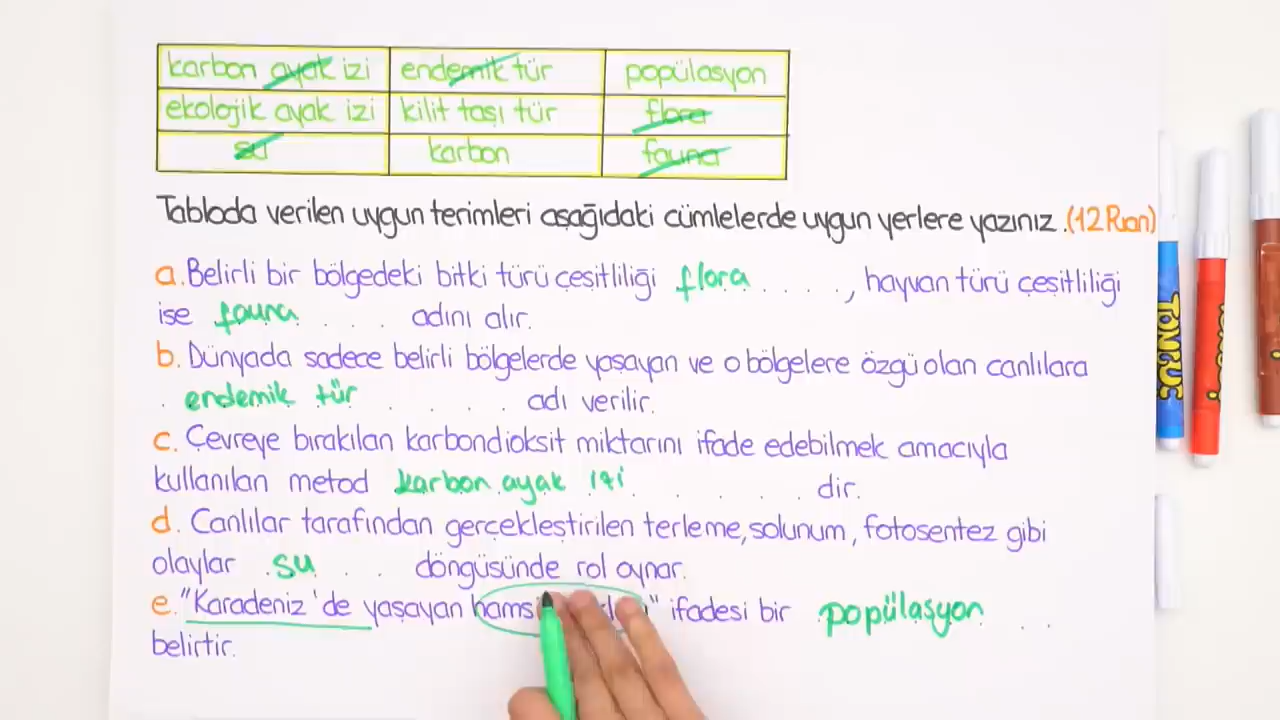 karbon ayak izi endemik tür popülasyon
ekolojik ayak izi kilit taşı tür flora
su karbon fauna
Tabloda verilen uygun terimleri aşağıdaki cümlelerde uygun yerlere yazınız. (12 Puan)
a. Belirli bir bölgedeki bitki türü çeşitliliği flora . . . . , hayvan türü çeşitliliği
ise fauna . . . adını alır.
b. Dünyada sadece belirli bölgelerde yaşayan ve o bölgelere özgü olan canlılara
. endemik tür . . . . adı verilir.
c. Çevreye bırakılan karbondioksit miktarını ifade edebilmek amacıyla
kullanılan metod karbon ayak izi . . . . . dir.
d. Canlılar tarafından gerçekleştirilen terleme, solunum, fotosentez gibi
olaylar . su . . döngüsünde rol oynar.
e. "Karadeniz'de yaşayan " ifadesi bir popülasyon . .
belirtir.
TONGUÇ